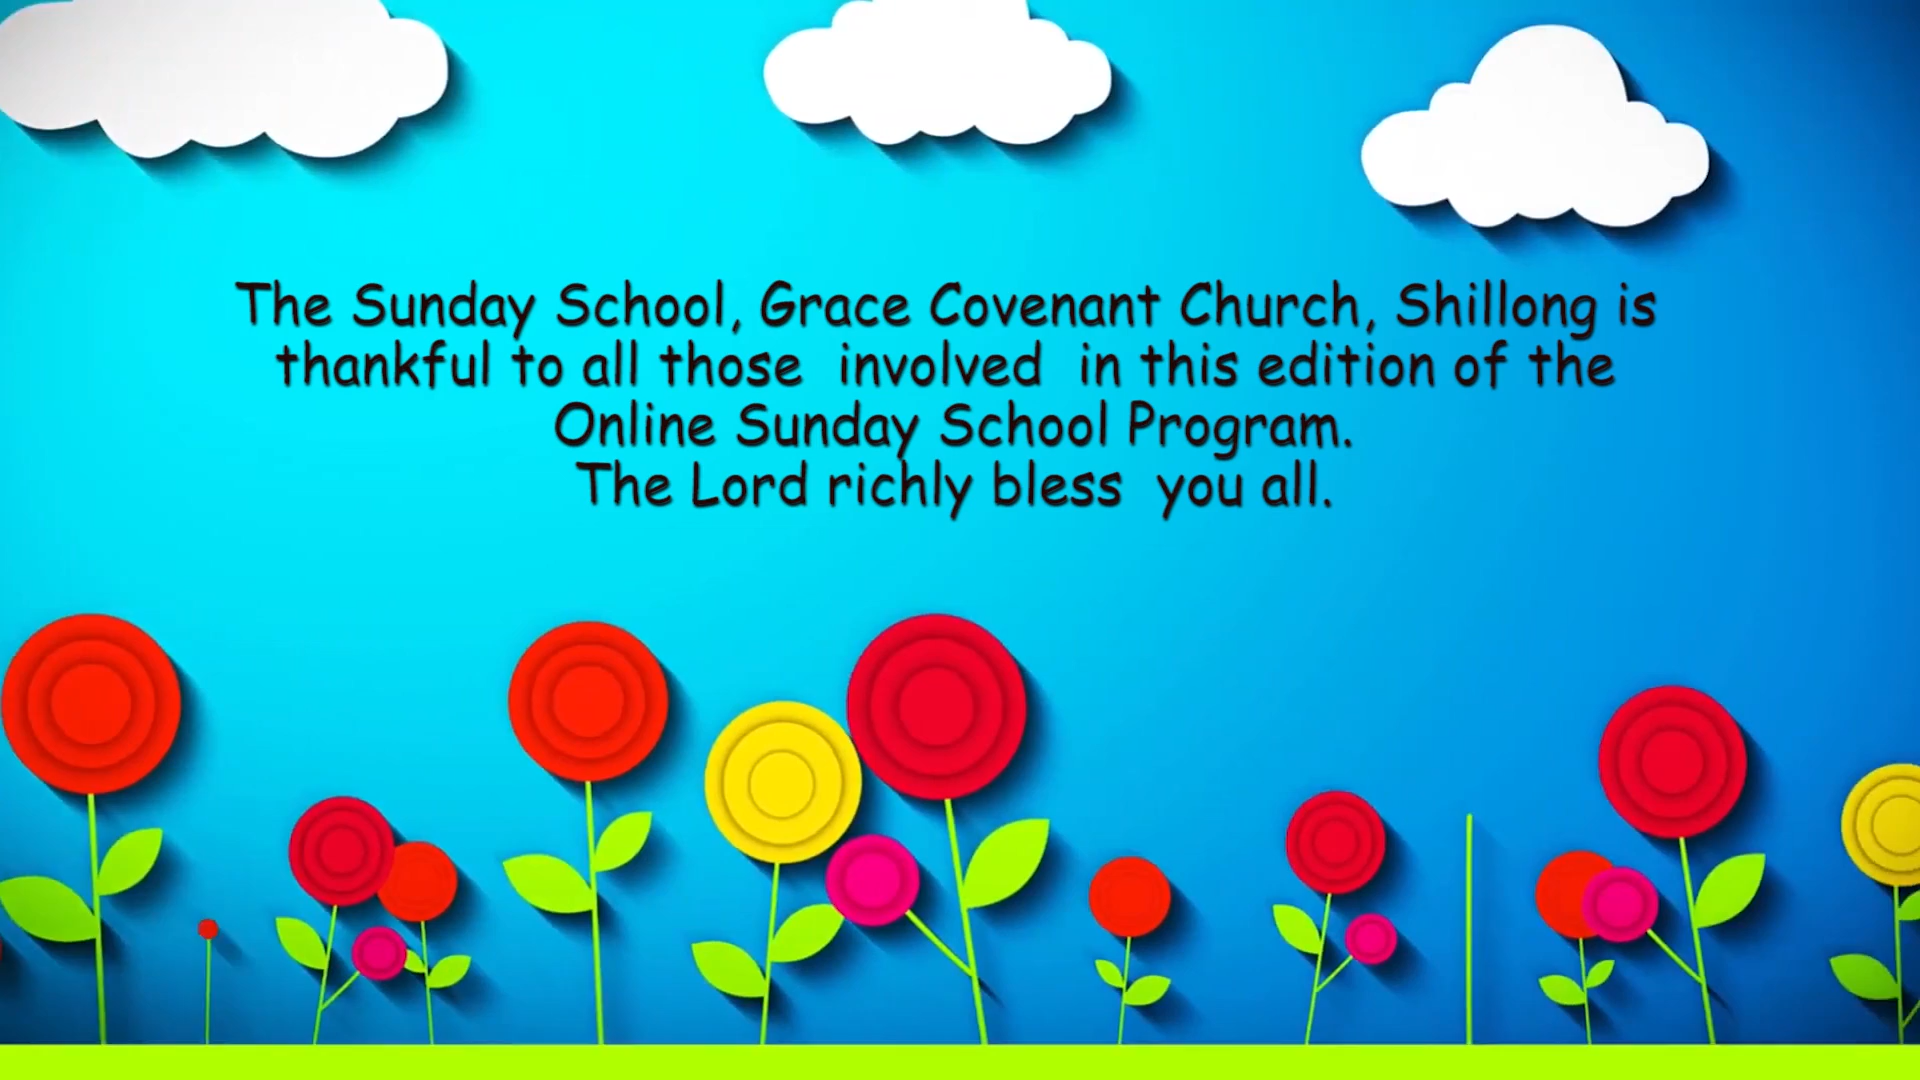 The Sunday School, Grace Covenant Church, Shillong is
thankful to all those  involved  in this edition of the
Online Sunday School Program.
The Lord richly bless  you all.